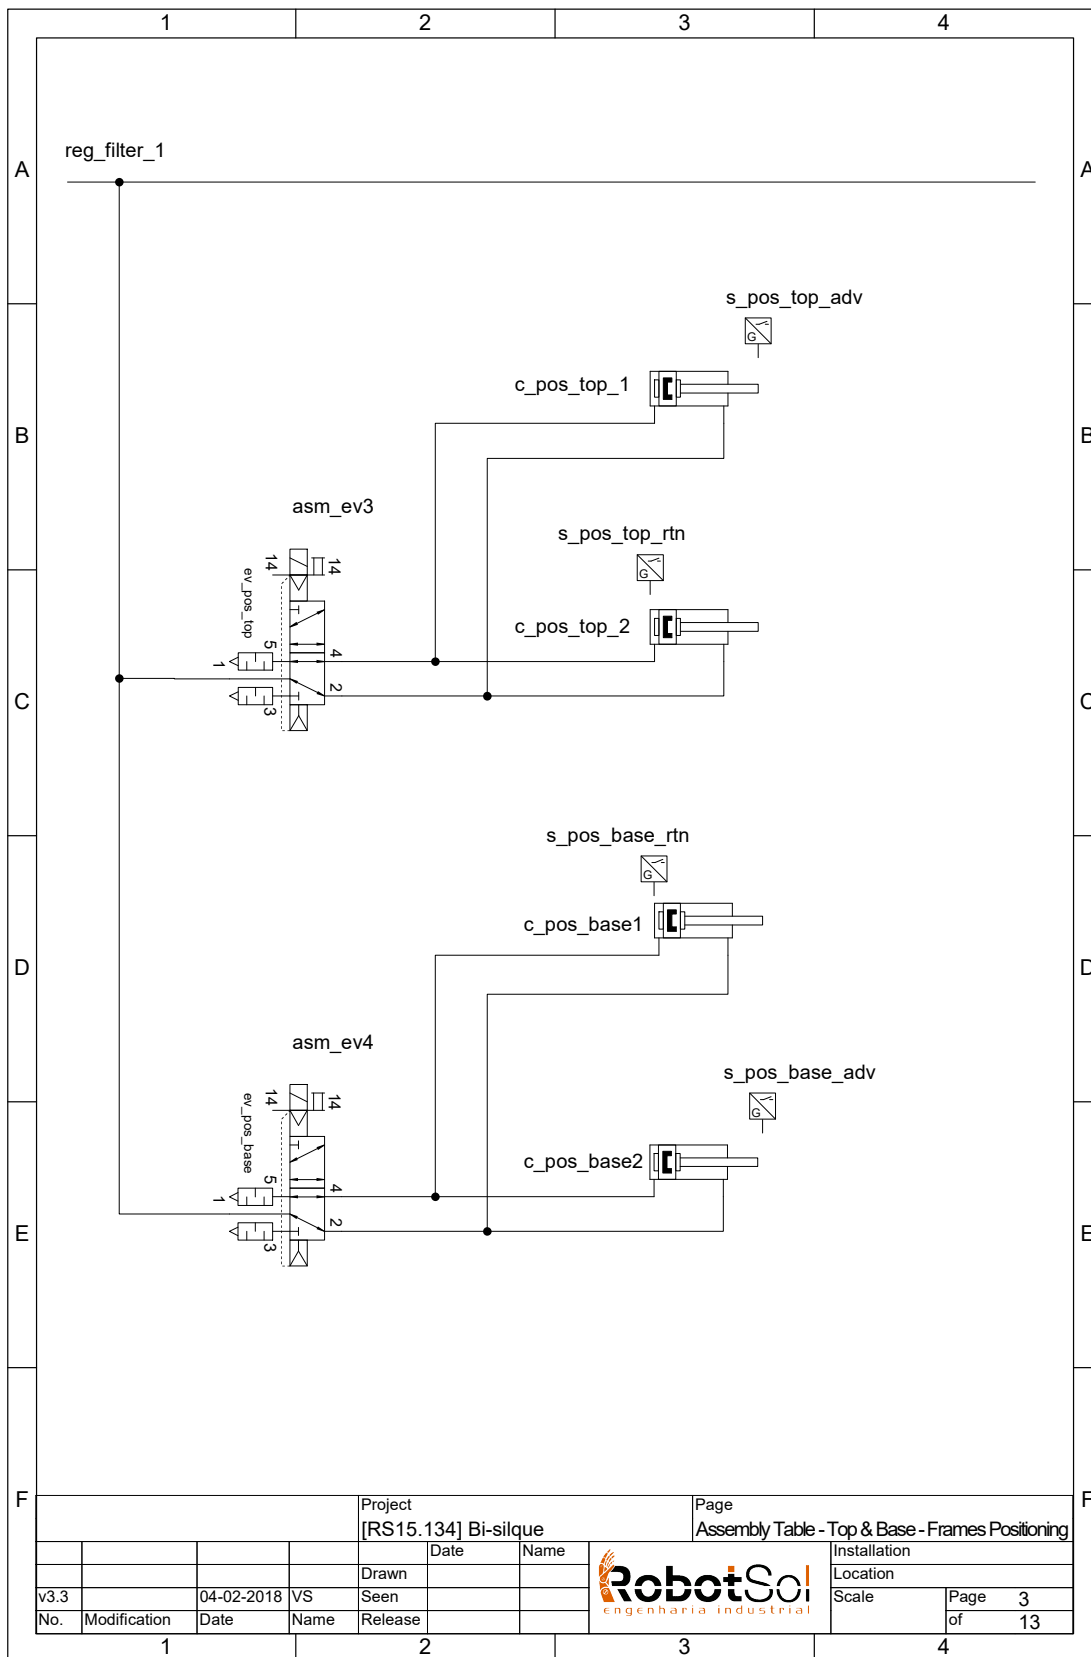 1 2 3 4
reg_filter_1
A A
s_pos_top_adv
G
c_pos_top_1
B B
asm_ev3
s_pos_top_rtn
14 14
G
ev_pos_top
c_pos_top_2
5 4
1
2
C C
3
s_pos_base_rtn
G
c_pos_base1
D D
asm_ev4
s_pos_base_adv
14 14
G
ev_pos_base
c_pos_base2
5 4
1
2
E E
3
F F
Project Page
[RS15.134] Bi-silque Assembly Table - Top & Base - Frames Positioning
Date Name Installation
Drawn Location
RobotSol
engenharia industrial
v3.3 04-02-2018 VS Seen Scale Page 3
No. Modification Date Name Release of 13
1 2 3 4